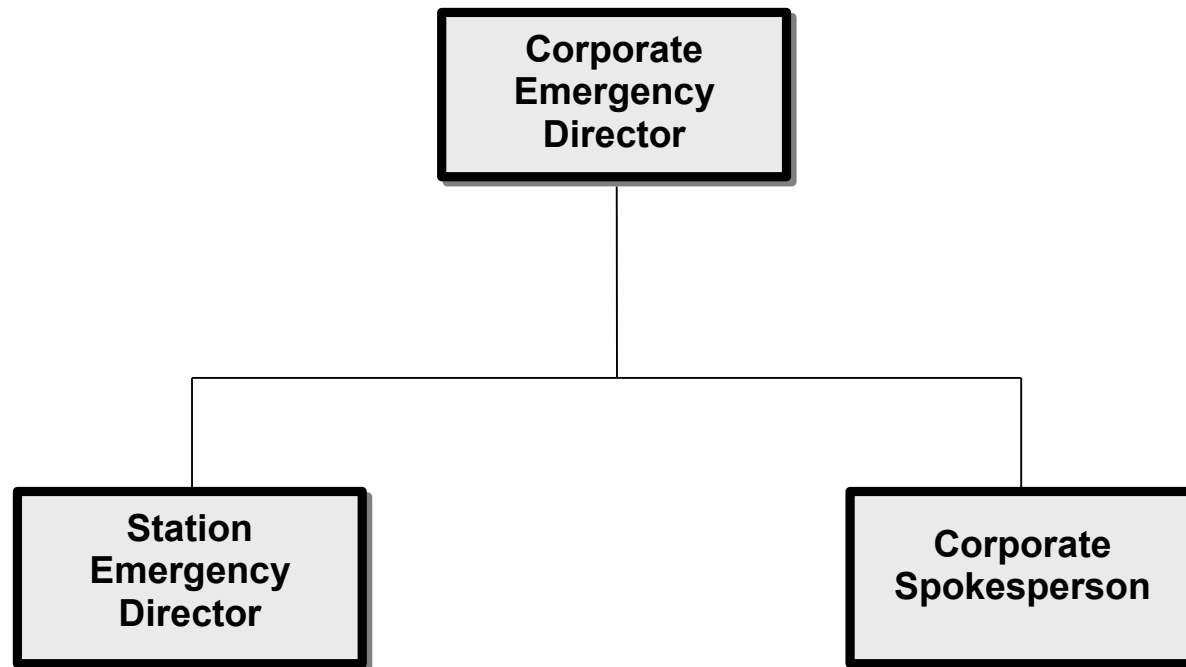 Corporate
Emergency
Director
Station
Emergency
Director
Corporate
Spokesperson